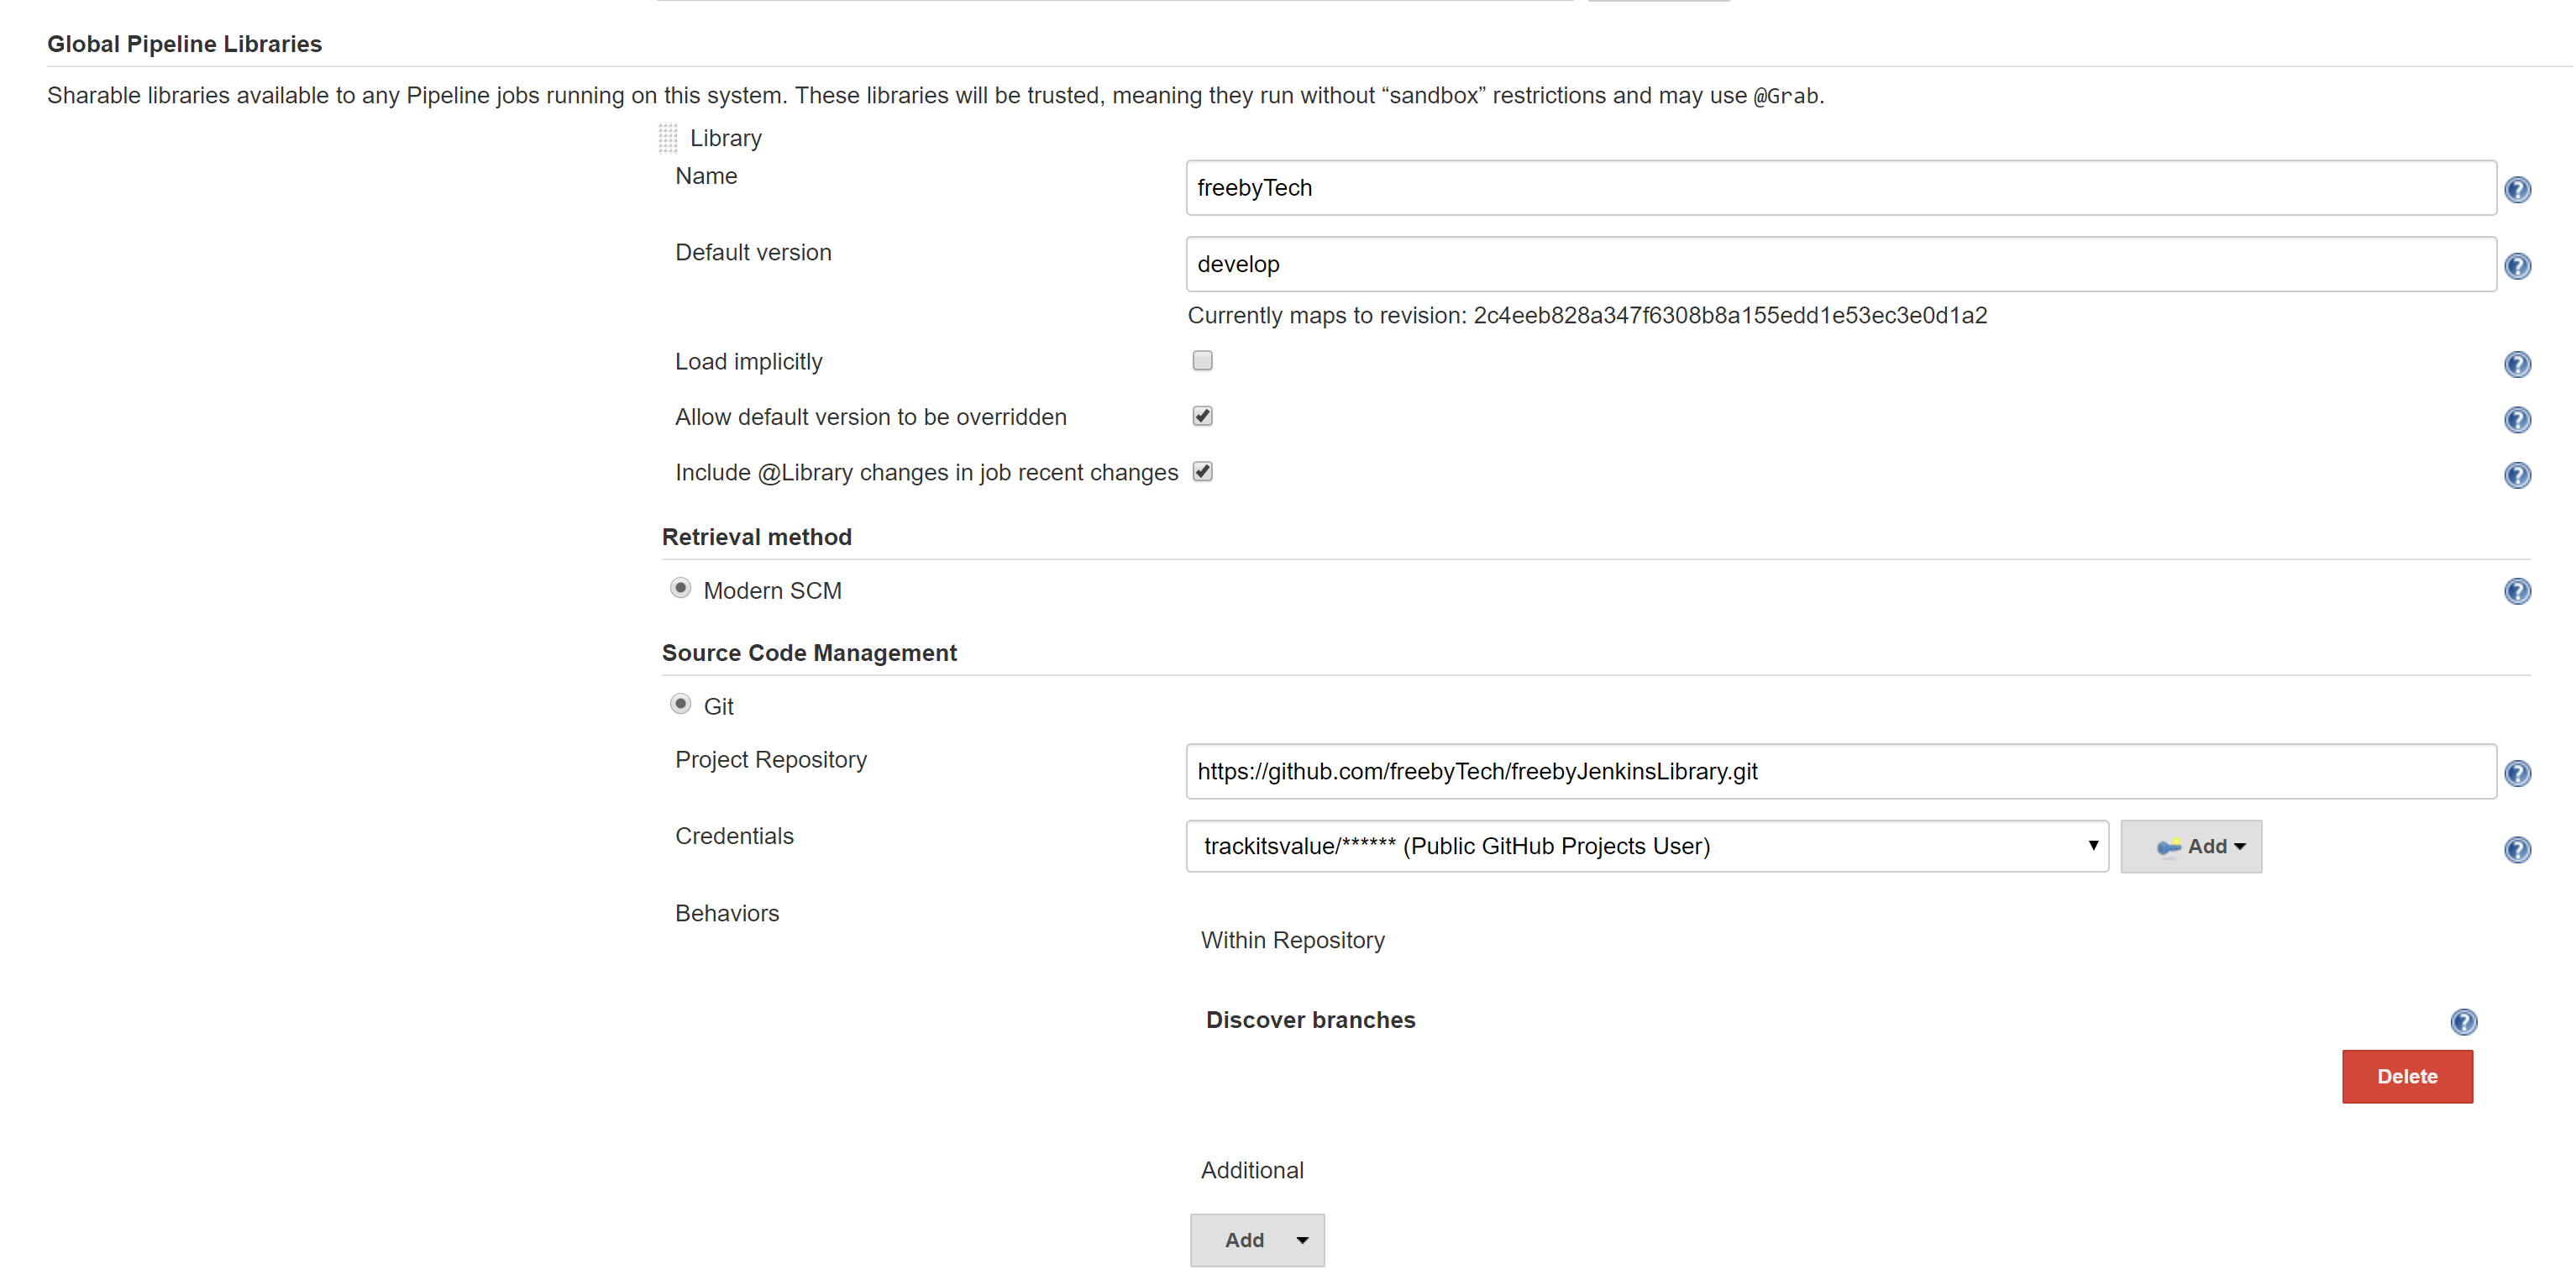 Global Pipeline Libraries
Sharable libraries available to any Pipeline jobs running on this system. These libraries will be trusted, meaning they run without “sandbox” restrictions and may use @Grab.
Library
Name
freebyTech
Default version
develop
Currently maps to revision: 2c4eeb828a347f6308b8a155edd1e53ec3e0d1a2
Load implicitly
Allow default version to be overridden
Include @Library changes in job recent changes
Retrieval method
Modern SCM
Source Code Management
Git
Project Repository
https://github.com/freebyTech/freebyJenkinsLibrary.git
Credentials
trackitsvalue/****** (Public GitHub Projects User)
Add
Behaviors
Within Repository
Discover branches
Delete
Additional
Add